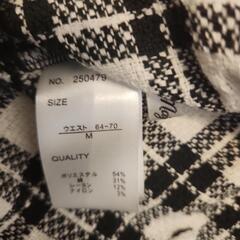 NO. 250479
SIZE
ウエスト 64-70
M
QUALITY
ポリエステル 54%
綿 31%
レーヨン 12%
ナイロン 3%